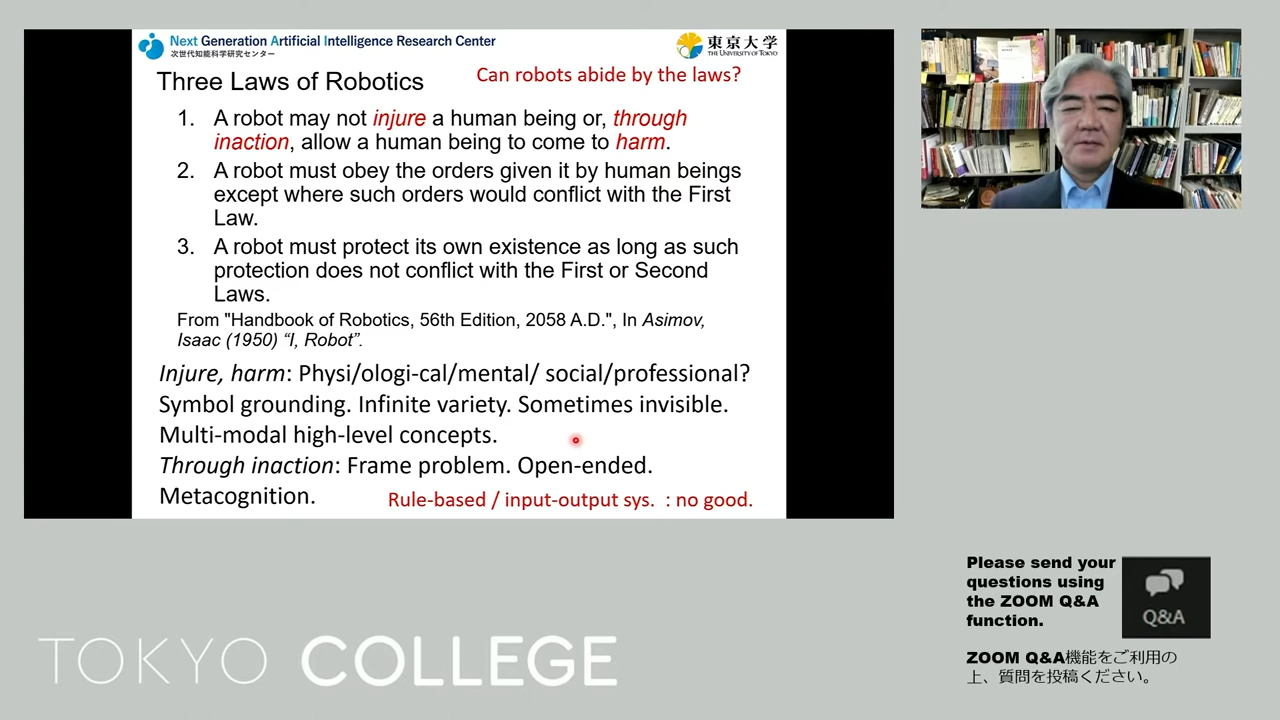 Next Generation Artificial Intelligence Research Center
次世代知能科学研究センター
東京大学
THE UNIVERSITY OF TOKYO
Three Laws of Robotics
Can robots abide by the laws?
1. A robot may not injure a human being or, through
inaction, allow a human being to come to harm.
2. A robot must obey the orders given it by human beings
except where such orders would conflict with the First
Law.
3. A robot must protect its own existence as long as such
protection does not conflict with the First or Second
Laws.
From "Handbook of Robotics, 56th Edition, 2058 A.D.", In Asimov,
Isaac (1950) “I, Robot”.
Injure, harm: Physi/ologi-cal/mental/ social/professional?
Symbol grounding. Infinite variety. Sometimes invisible.
Multi-modal high-level concepts.
Through inaction: Frame problem. Open-ended.
Metacognition.
Rule-based / input-output sys. : no good.
Please send your
questions using
the ZOOM Q&A
function.
Q&A
ZOOM Q&A機能をご利用の
上、質問を投稿ください。
TOKYO COLLEGE